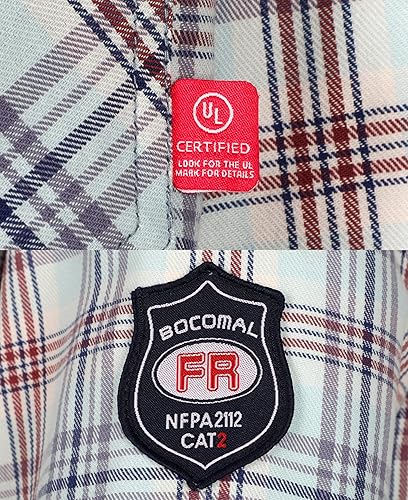 UL
CERTIFIED
LOOK FOR THE UL
MARK FOR DETAILS
BOCOMAL
FR
NFPA2112
CAT2